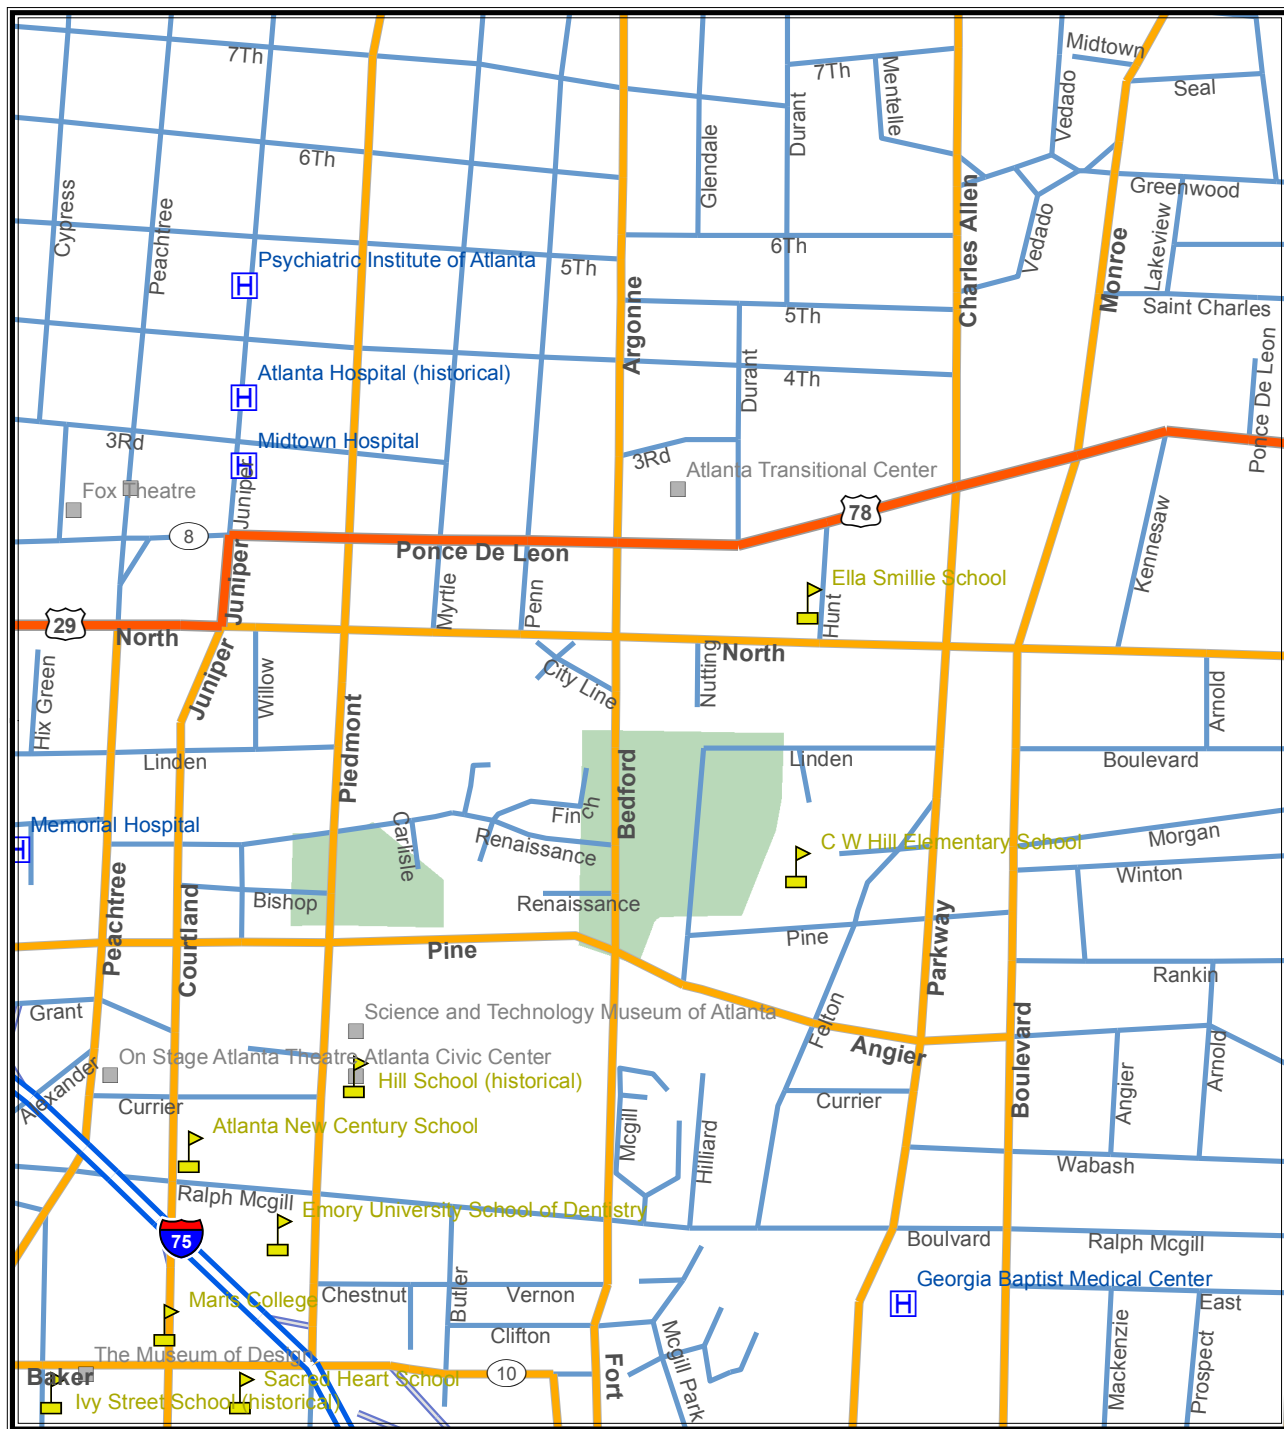 Midtown
7Th
7Th
Mentelle
Seal
Vedado
Durant
6Th
Glendale
Cypress
Peachtree
Greenwood
Charles Allen
Lakeview
Vedado
6Th
Monroe
Psychiatric Institute of Atlanta
5Th
Argonne
5Th
Saint Charles
Ponce De Leon
Atlanta Hospital (historical)
Durant
4Th
3Rd
Midtown Hospital
3Rd
Atlanta Transitional Center
Fox Theatre
Juniper
78
8
Ponce De Leon
Kennesaw
Juniper
Ella Smillie School
Myrtle
Penn
Hunt
29
North
North
Juniper
Willow
City Line
Nutting
Hix Green
Arnold
Piedmont
Linden
Linden
Boulevard
Bedford
Finch
Memorial Hospital
Carlisle
Renaissance
C W Hill Elementary School
Morgan
Winton
Peachtree
Courtland
Bishop
Renaissance
Parkway
Pine
Pine
Rankin
Grant
Science and Technology Museum of Atlanta
Felton
Angier
Boulevard
On Stage Atlanta Theatre
Atlanta Civic Center
Hill School (historical)
Alexander
Currier
Currier
Angier
Arnold
Atlanta New Century School
Mcgill
Hilliard
Wabash
Ralph Mcgill
Emory University School of Dentistry
75
Boulvard
Ralph Mcgill
Georgia Baptist Medical Center
Maris College
Chestnut
Butler
Vernon
East
Clifton
Mcgill Park
Mackenzie
Prospect
The Museum of Design
Baker
Sacred Heart School
10
Fort
Ivy Street School (historical)
H
H
H
H
H